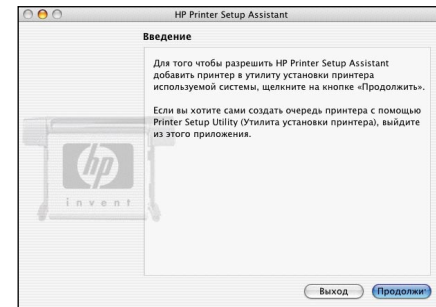 HP Printer Setup Assistant
Введение
Для того чтобы разрешить HP Printer Setup Assistant
добавить принтер в утилиту установки принтера
используемой системы, щелкните на кнопке «Продолжить».
Если вы хотите сами создать очередь принтера с помощью
Printer Setup Utility (Утилита установки принтера), выйдите
из этого приложения.
hp
invent
Выход
Продолжи